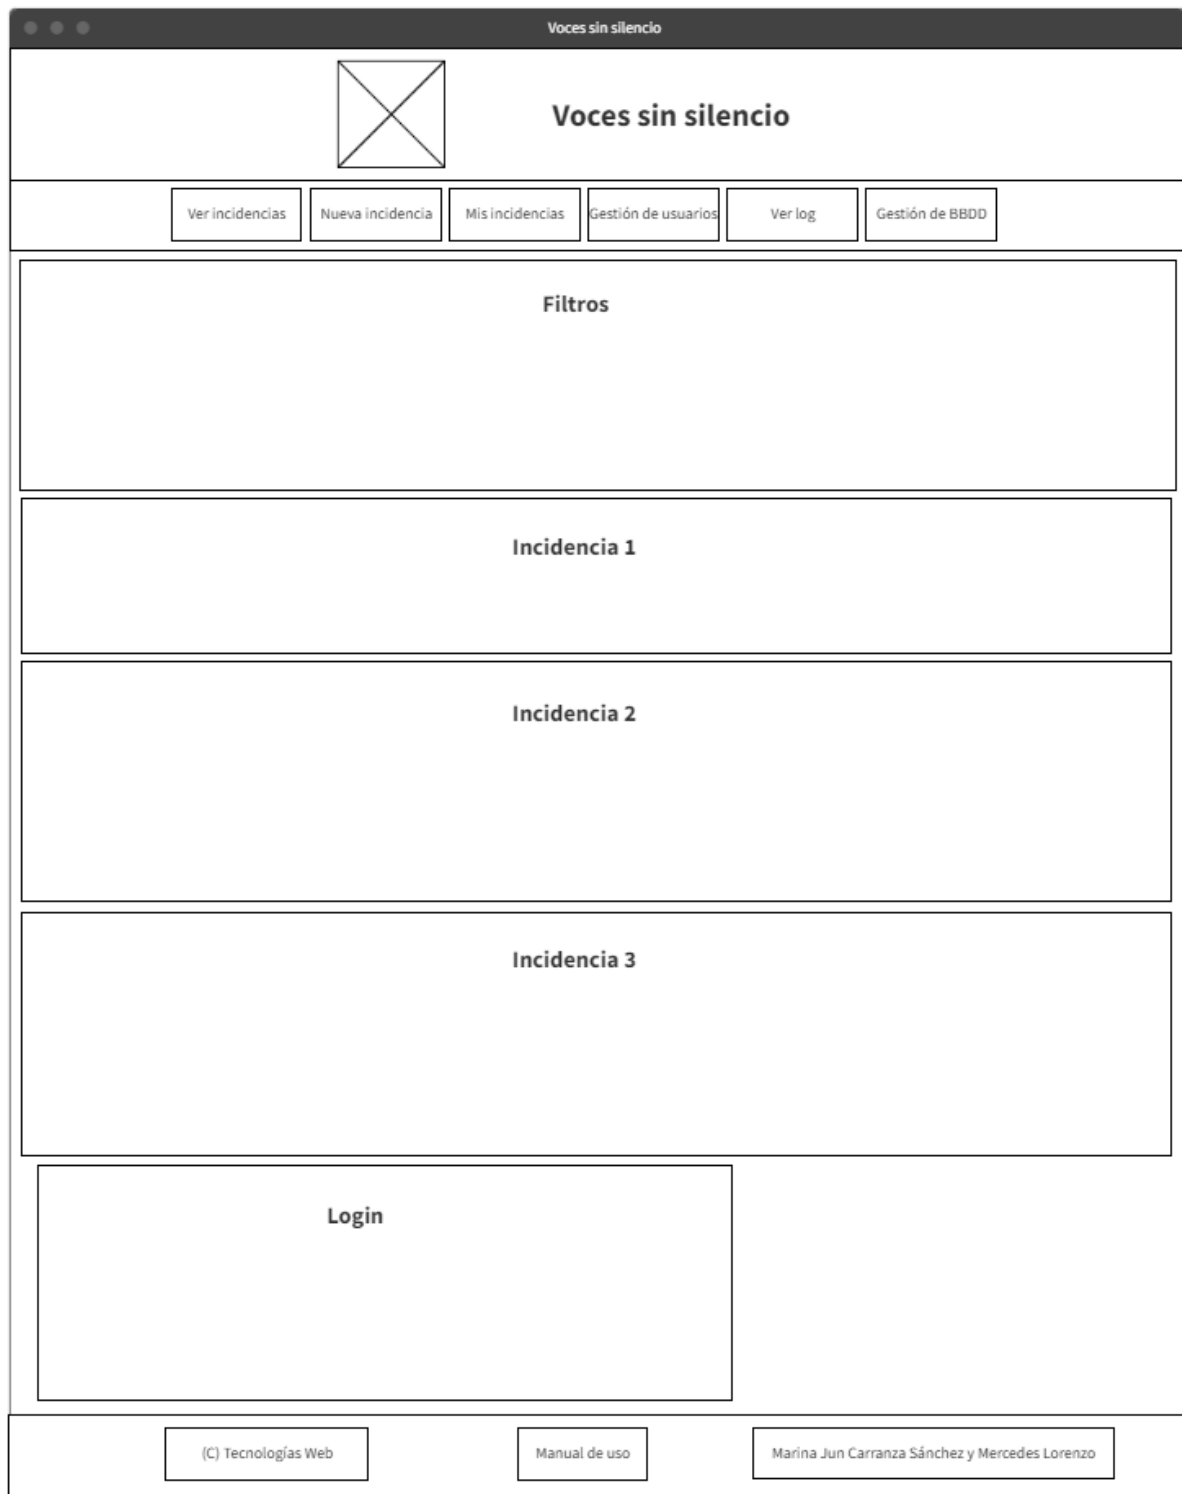 Voces sin silencio
Voces sin silencio
Ver incidencias
Nueva incidencia
Mis incidencias
Gestión de usuarios
Ver log
Gestión de BBDD
Filtros
Incidencia 1
Incidencia 2
Incidencia 3
Login
(C) Tecnologías Web
Manual de uso
Marina Jun Carranza Sánchez y Mercedes Lorenzo